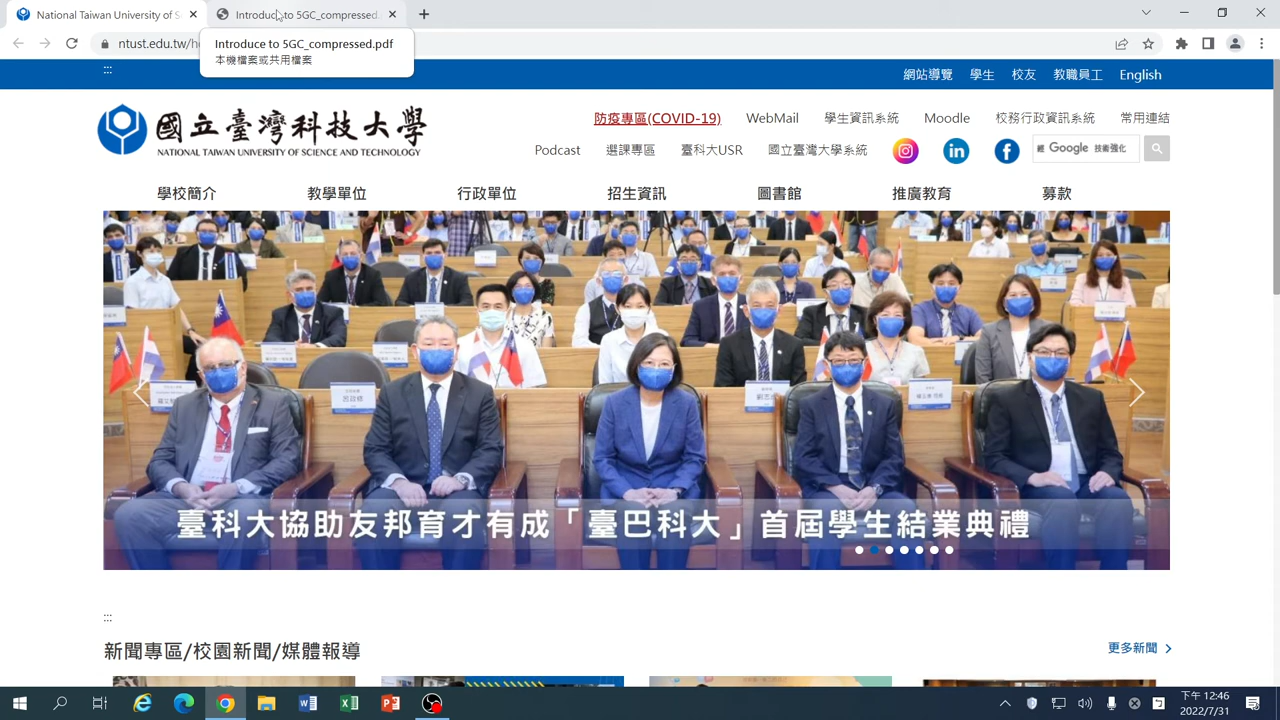 National Taiwan University of S
Introduce to 5GC_compressed.
ntust.edu.tw/h
Introduce to 5GC_compressed.pdf
本機檔案或共用檔案
:::
網站導覽 學生 校友 教職員工 English
國立臺灣科技大學
NATIONAL TAIWAN UNIVERSITY OF SCIENCE AND TECHNOLOGY
防疫專區(COVID-19) WebMail 學生資訊系統 Moodle 校務行政資訊系統 常用連結
Podcast 選課專區 臺科大USR 國立臺灣大學系統
經 Google 技術強化
學校簡介 教學單位 行政單位 招生資訊 圖書館 推廣教育 募款
臺科大協助友邦育才有成「臺巴科大」首屆學生結業典禮
:::
新聞專區/校園新聞/媒體報導
更多新聞
下午 12:46
2022/7/31